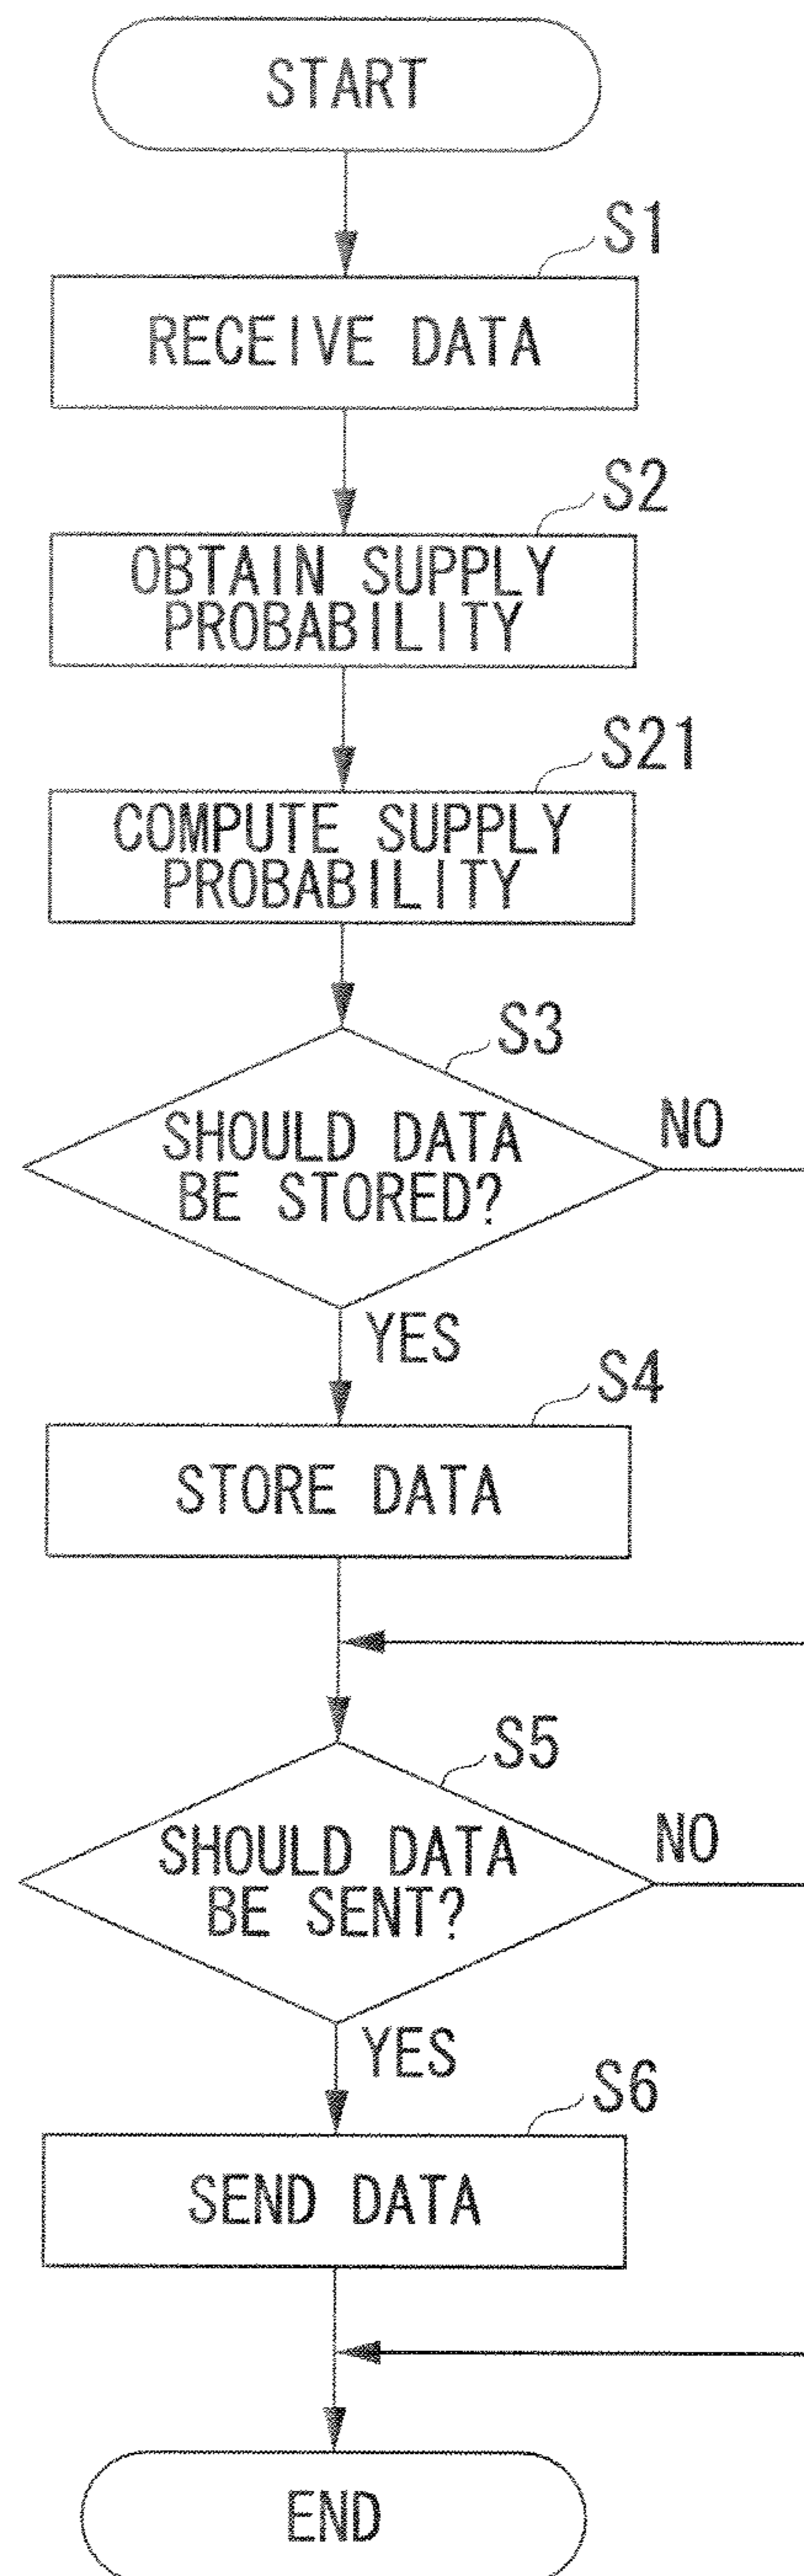 START
S1
RECEIVE DATA
S2
OBTAIN SUPPLY
PROBABILITY
S21
COMPUTE SUPPLY
PROBABILITY
S3
SHOULD DATA
BE STORED?
NO
YES
S4
STORE DATA
S5
SHOULD DATA
BE SENT?
NO
YES
S6
SEND DATA
END